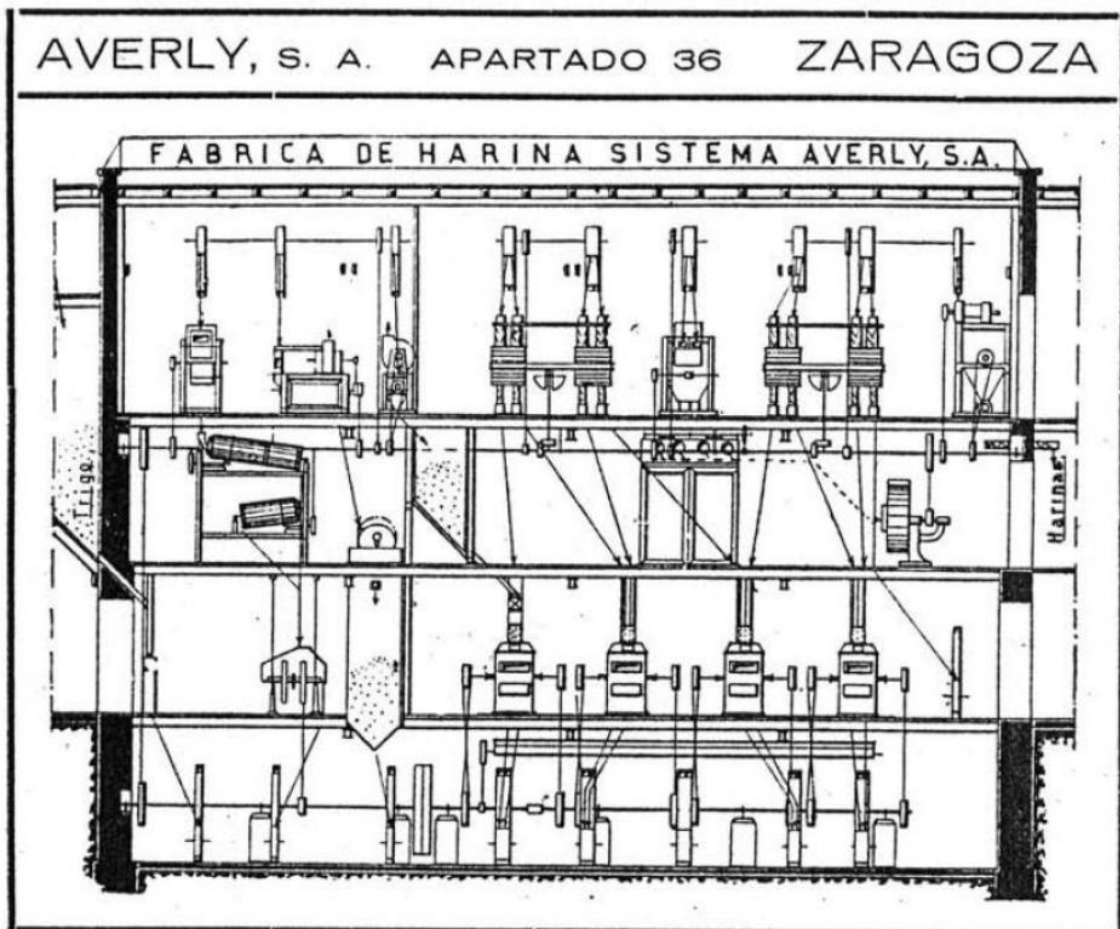 AVERLY, S. A. APARTADO 36 ZARAGOZA
FABRICA DE HARINA SISTEMA AVERLY, S.A.
Trigo
Harinas